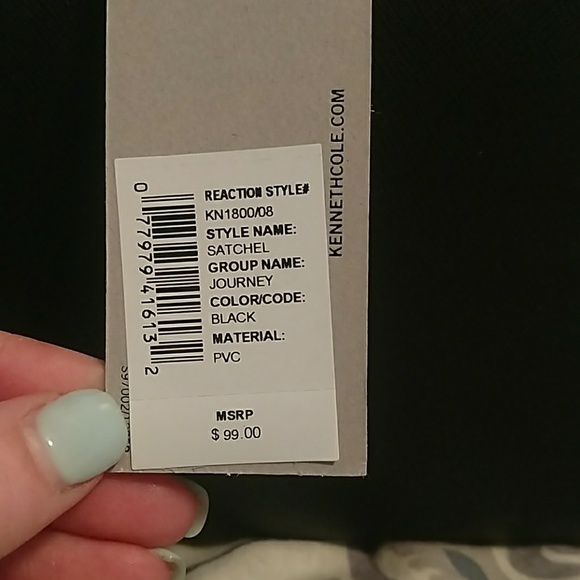 KENNETHCOLE.COM
REACTION STYLE#
KN1800/08
STYLE NAME:
SATCHEL
GROUP NAME:
JOURNEY
COLOR/CODE:
BLACK
MATERIAL:
PVC
MSRP
$ 99.00
0 77979 41613 2